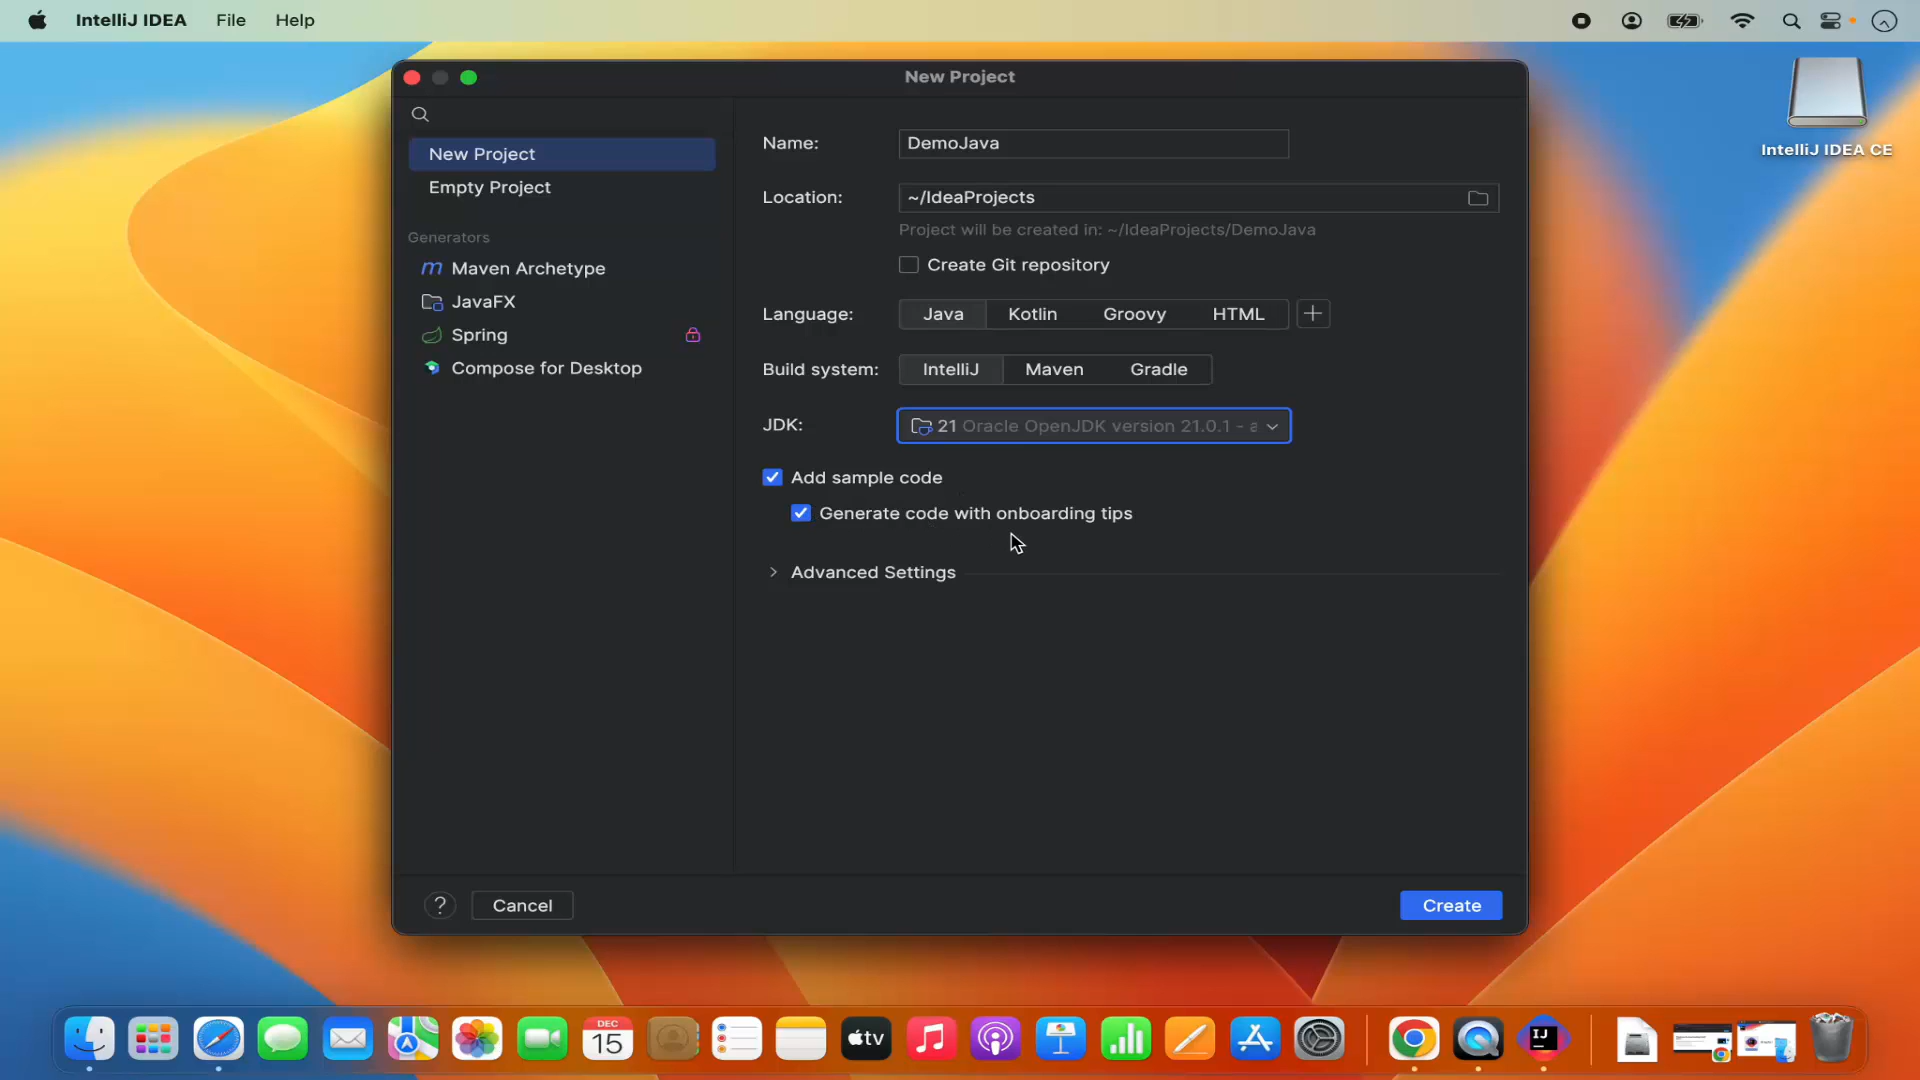 IntelliJ IDEA File Help
New Project
IntelliJ IDEA CE
New Project
Empty Project
Generators
Maven Archetype
JavaFX
Spring
Compose for Desktop
Name: DemoJava
Location: ~/IdeaProjects
Project will be created in: ~/IdeaProjects/DemoJava
Create Git repository
Language: Java Kotlin Groovy HTML
Build system: IntelliJ Maven Gradle
JDK: 21 Oracle OpenJDK version 21.0.1 - a
Add sample code
Generate code with onboarding tips
Advanced Settings
? Cancel Create
DEC
15
tv
IJ